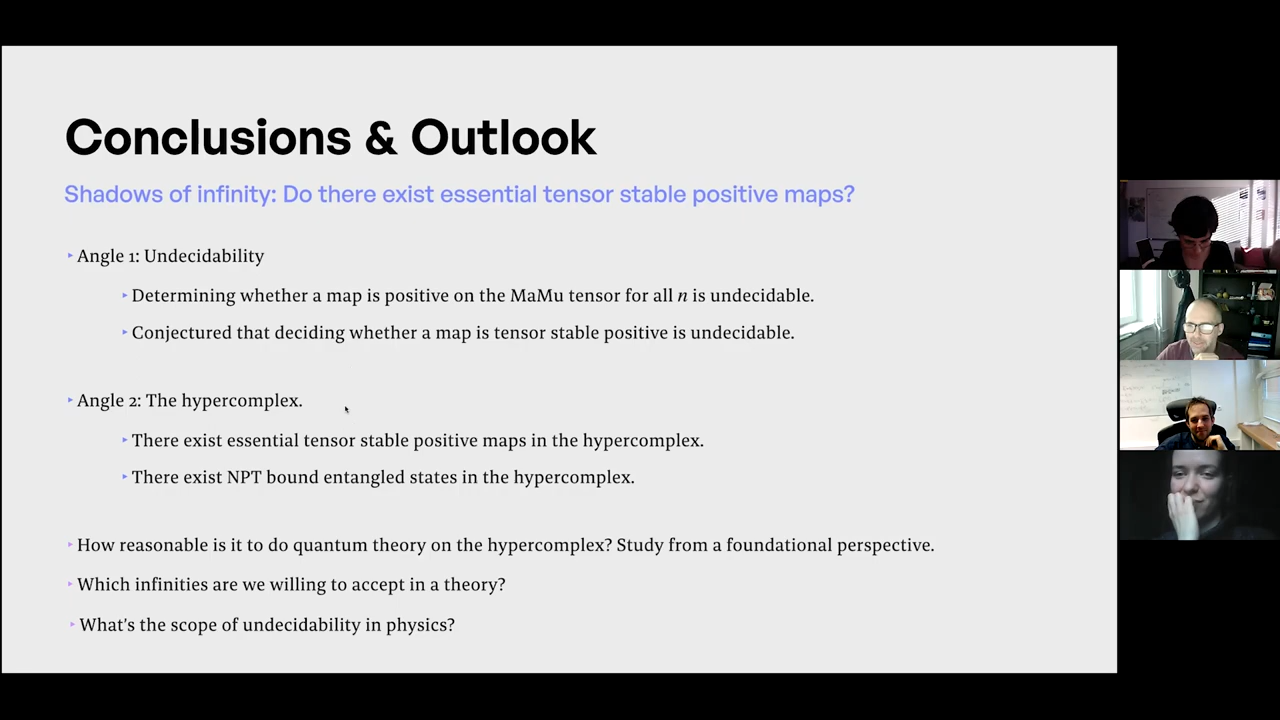 Conclusions & Outlook
Shadows of infinity: Do there exist essential tensor stable positive maps?
‣ Angle 1: Undecidability
‣ Determining whether a map is positive on the MaMu tensor for all n is undecidable.
‣ Conjectured that deciding whether a map is tensor stable positive is undecidable.
‣ Angle 2: The hypercomplex.
‣ There exist essential tensor stable positive maps in the hypercomplex.
‣ There exist NPT bound entangled states in the hypercomplex.
‣ How reasonable is it to do quantum theory on the hypercomplex? Study from a foundational perspective.
‣ Which infinities are we willing to accept in a theory?
‣ What's the scope of undecidability in physics?